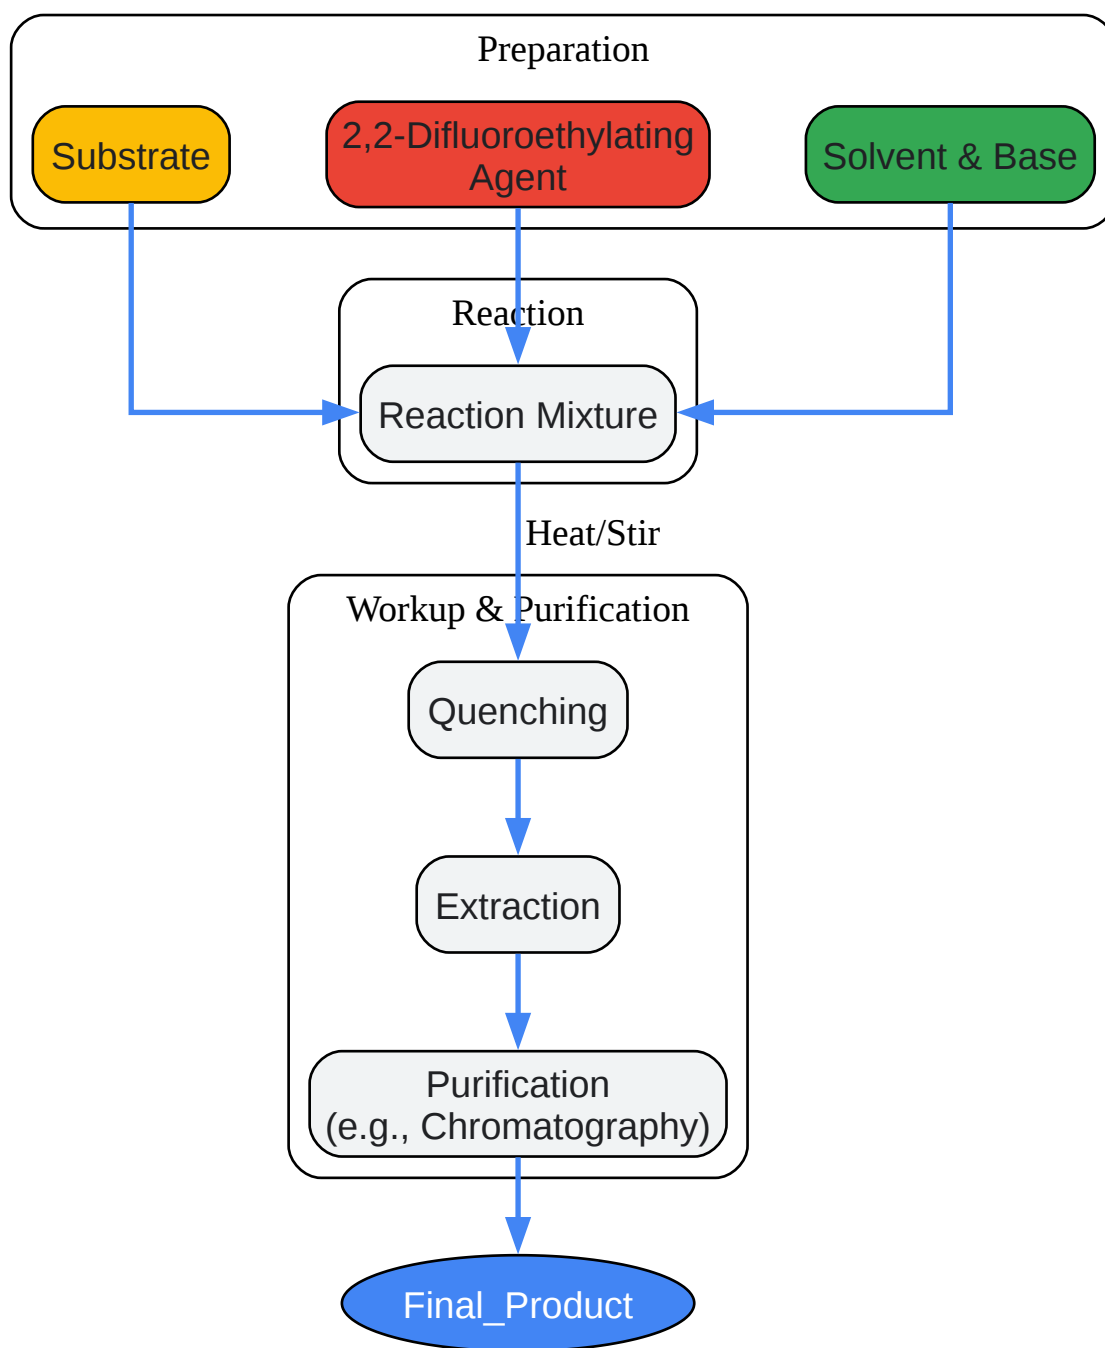 Preparation
Substrate
2,2-Difluoroethylating
Agent
Solvent & Base
Reaction
Reaction Mixture
Heat/Stir
Workup & Purification
Quenching
Extraction
Purification
(e.g., Chromatography)
Final_Product